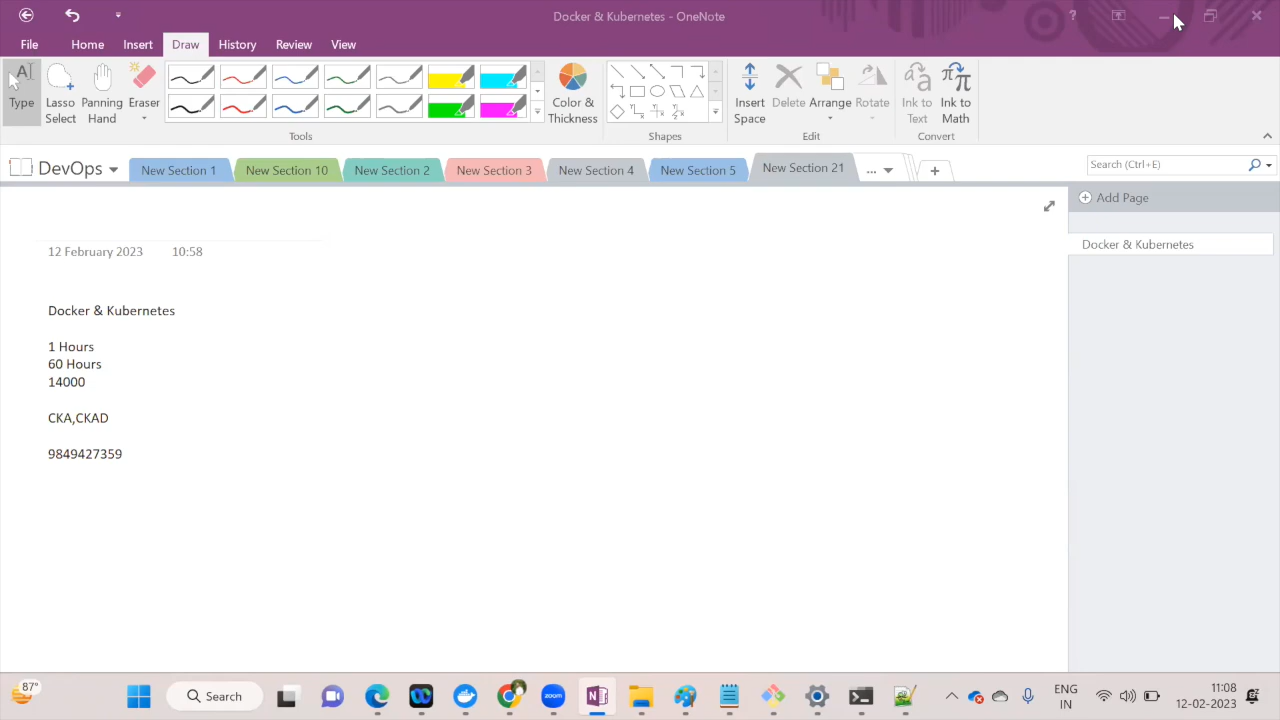 Docker & Kubernetes - OneNote
?
File Home Insert Draw History Review View
Type
Lasso Select
Panning Hand
Eraser
Tools
Color & Thickness
Shapes
Insert Space
Delete
Arrange
Rotate
Edit
Ink to Text
Ink to Math
Convert
DevOps
New Section 1 New Section 10 New Section 2 New Section 3 New Section 4 New Section 5 New Section 21 ...
Search (Ctrl+E)
Add Page
Docker & Kubernetes
12 February 2023 10:58
Docker & Kubernetes
1 Hours
60 Hours
14000
CKA,CKAD
9849427359
87°
Search
zoom
ENG
IN
11:08
12-02-2023